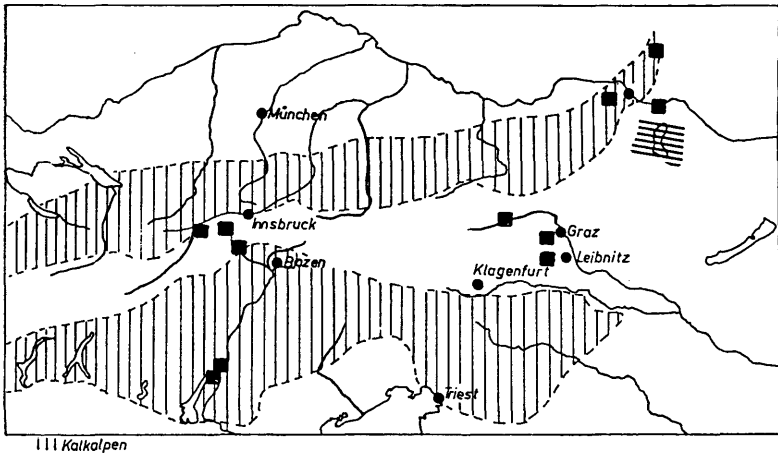 München
Innsbruck
Graz
Leibnitz
Bozen
Klagenfurt
Triest
Kalkalpen